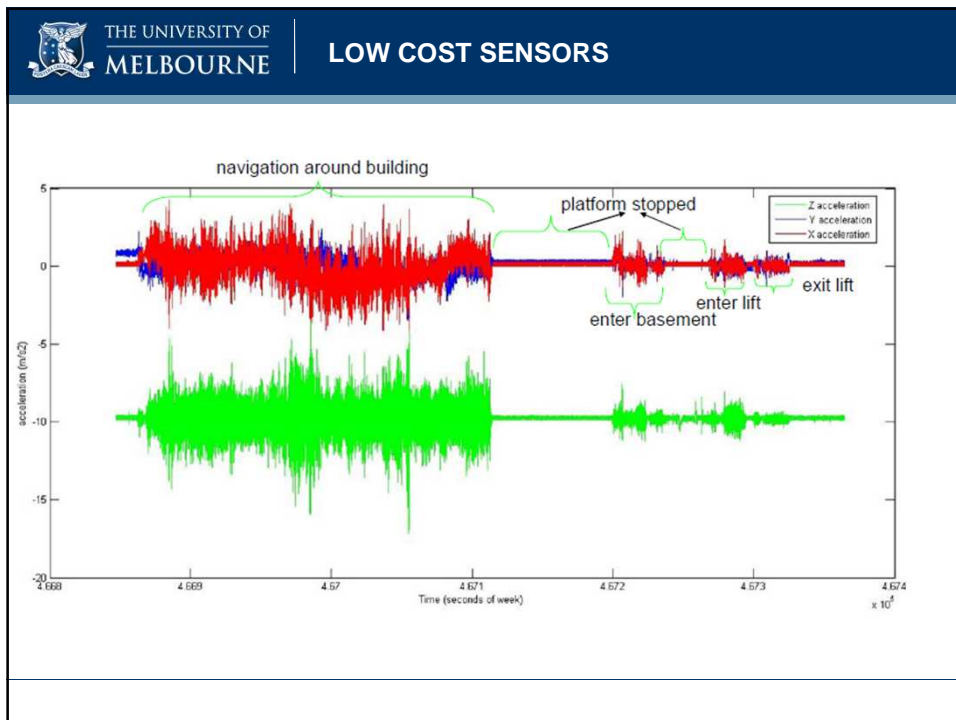 THE UNIVERSITY OF
MELBOURNE
LOW COST SENSORS
navigation around building
platform stopped
Z acceleration
Y acceleration
X acceleration
exit lift
enter lift
enter basement
acceleration (m/s2)
5
0
-5
-10
-15
-20
4.668 4.669 4.67 4.671 4.672 4.673 4.674
Time (seconds of week)